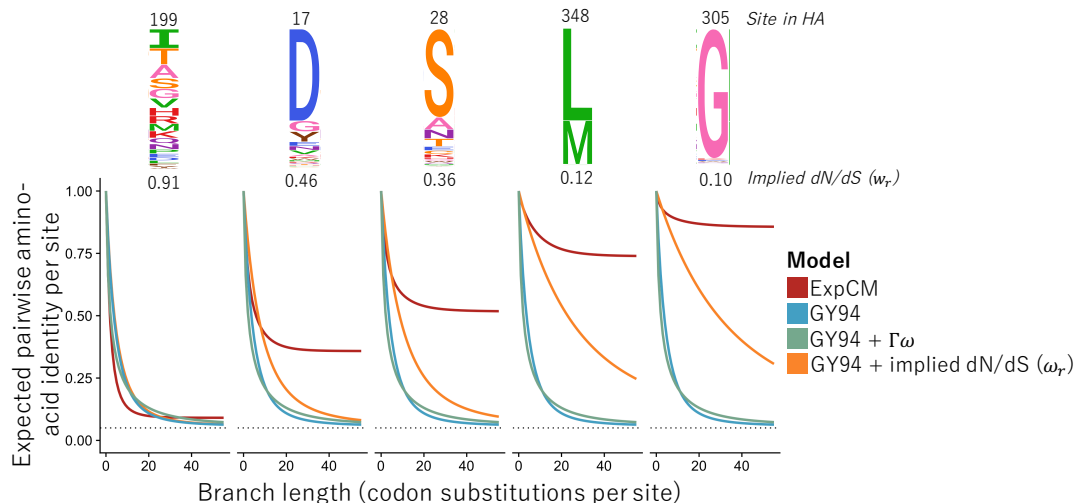 199 17 28 348 305 Site in HA
I D S L G
T G A M
A Y N
S T
G
V
H
R
M
K
Q
N
0.91 0.46 0.36 0.12 0.10 Implied dN/dS (w_r)
Expected pairwise amino-
acid identity per site
1.00
0.75
0.50
0.25
0.00
0 20 40 0 20 40 0 20 40 0 20 40 0 20 40
Branch length (codon substitutions per site)
Model
ExpCM
GY94
GY94 + Γω
GY94 + implied dN/dS (ω_r)